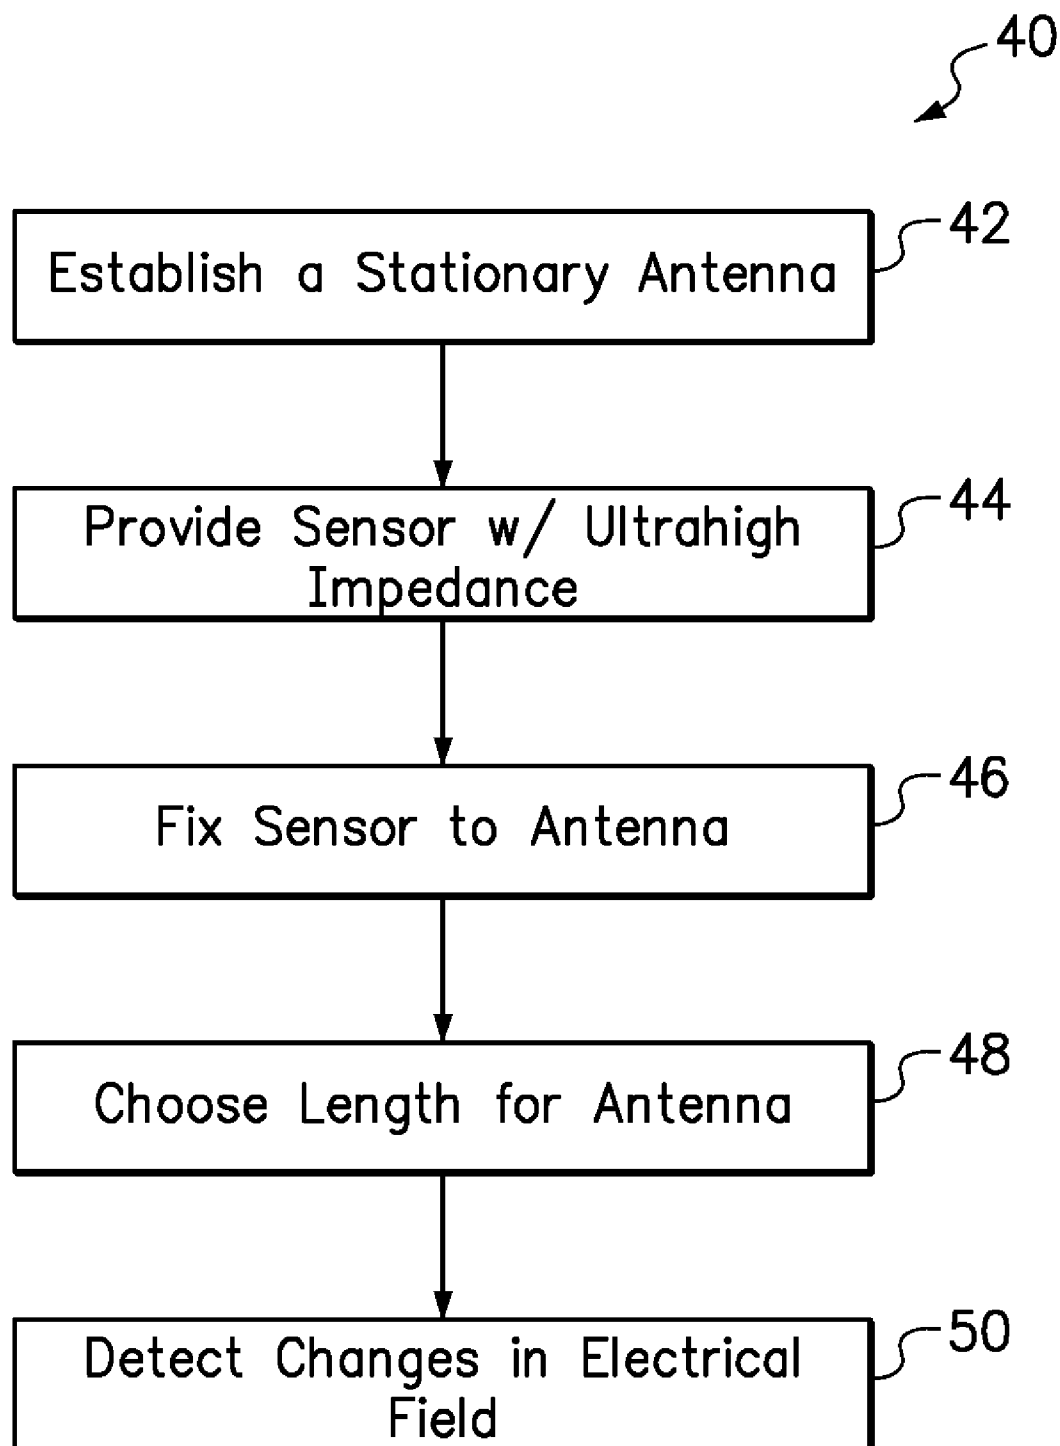 40
Establish a Stationary Antenna
42
Provide Sensor w/ Ultrahigh
Impedance
44
Fix Sensor to Antenna
46
Choose Length for Antenna
48
Detect Changes in Electrical
Field
50